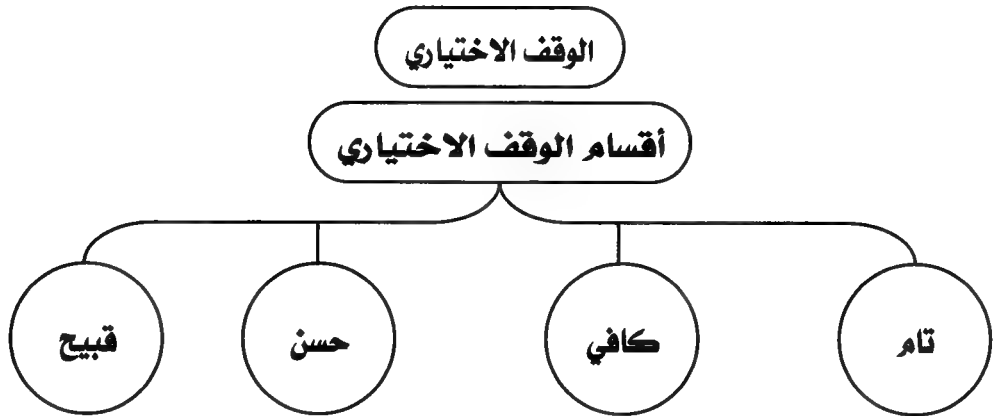 الوقف الاختياري
أقسام الوقف الاختياري
تام
كافي
حسن
قبيح